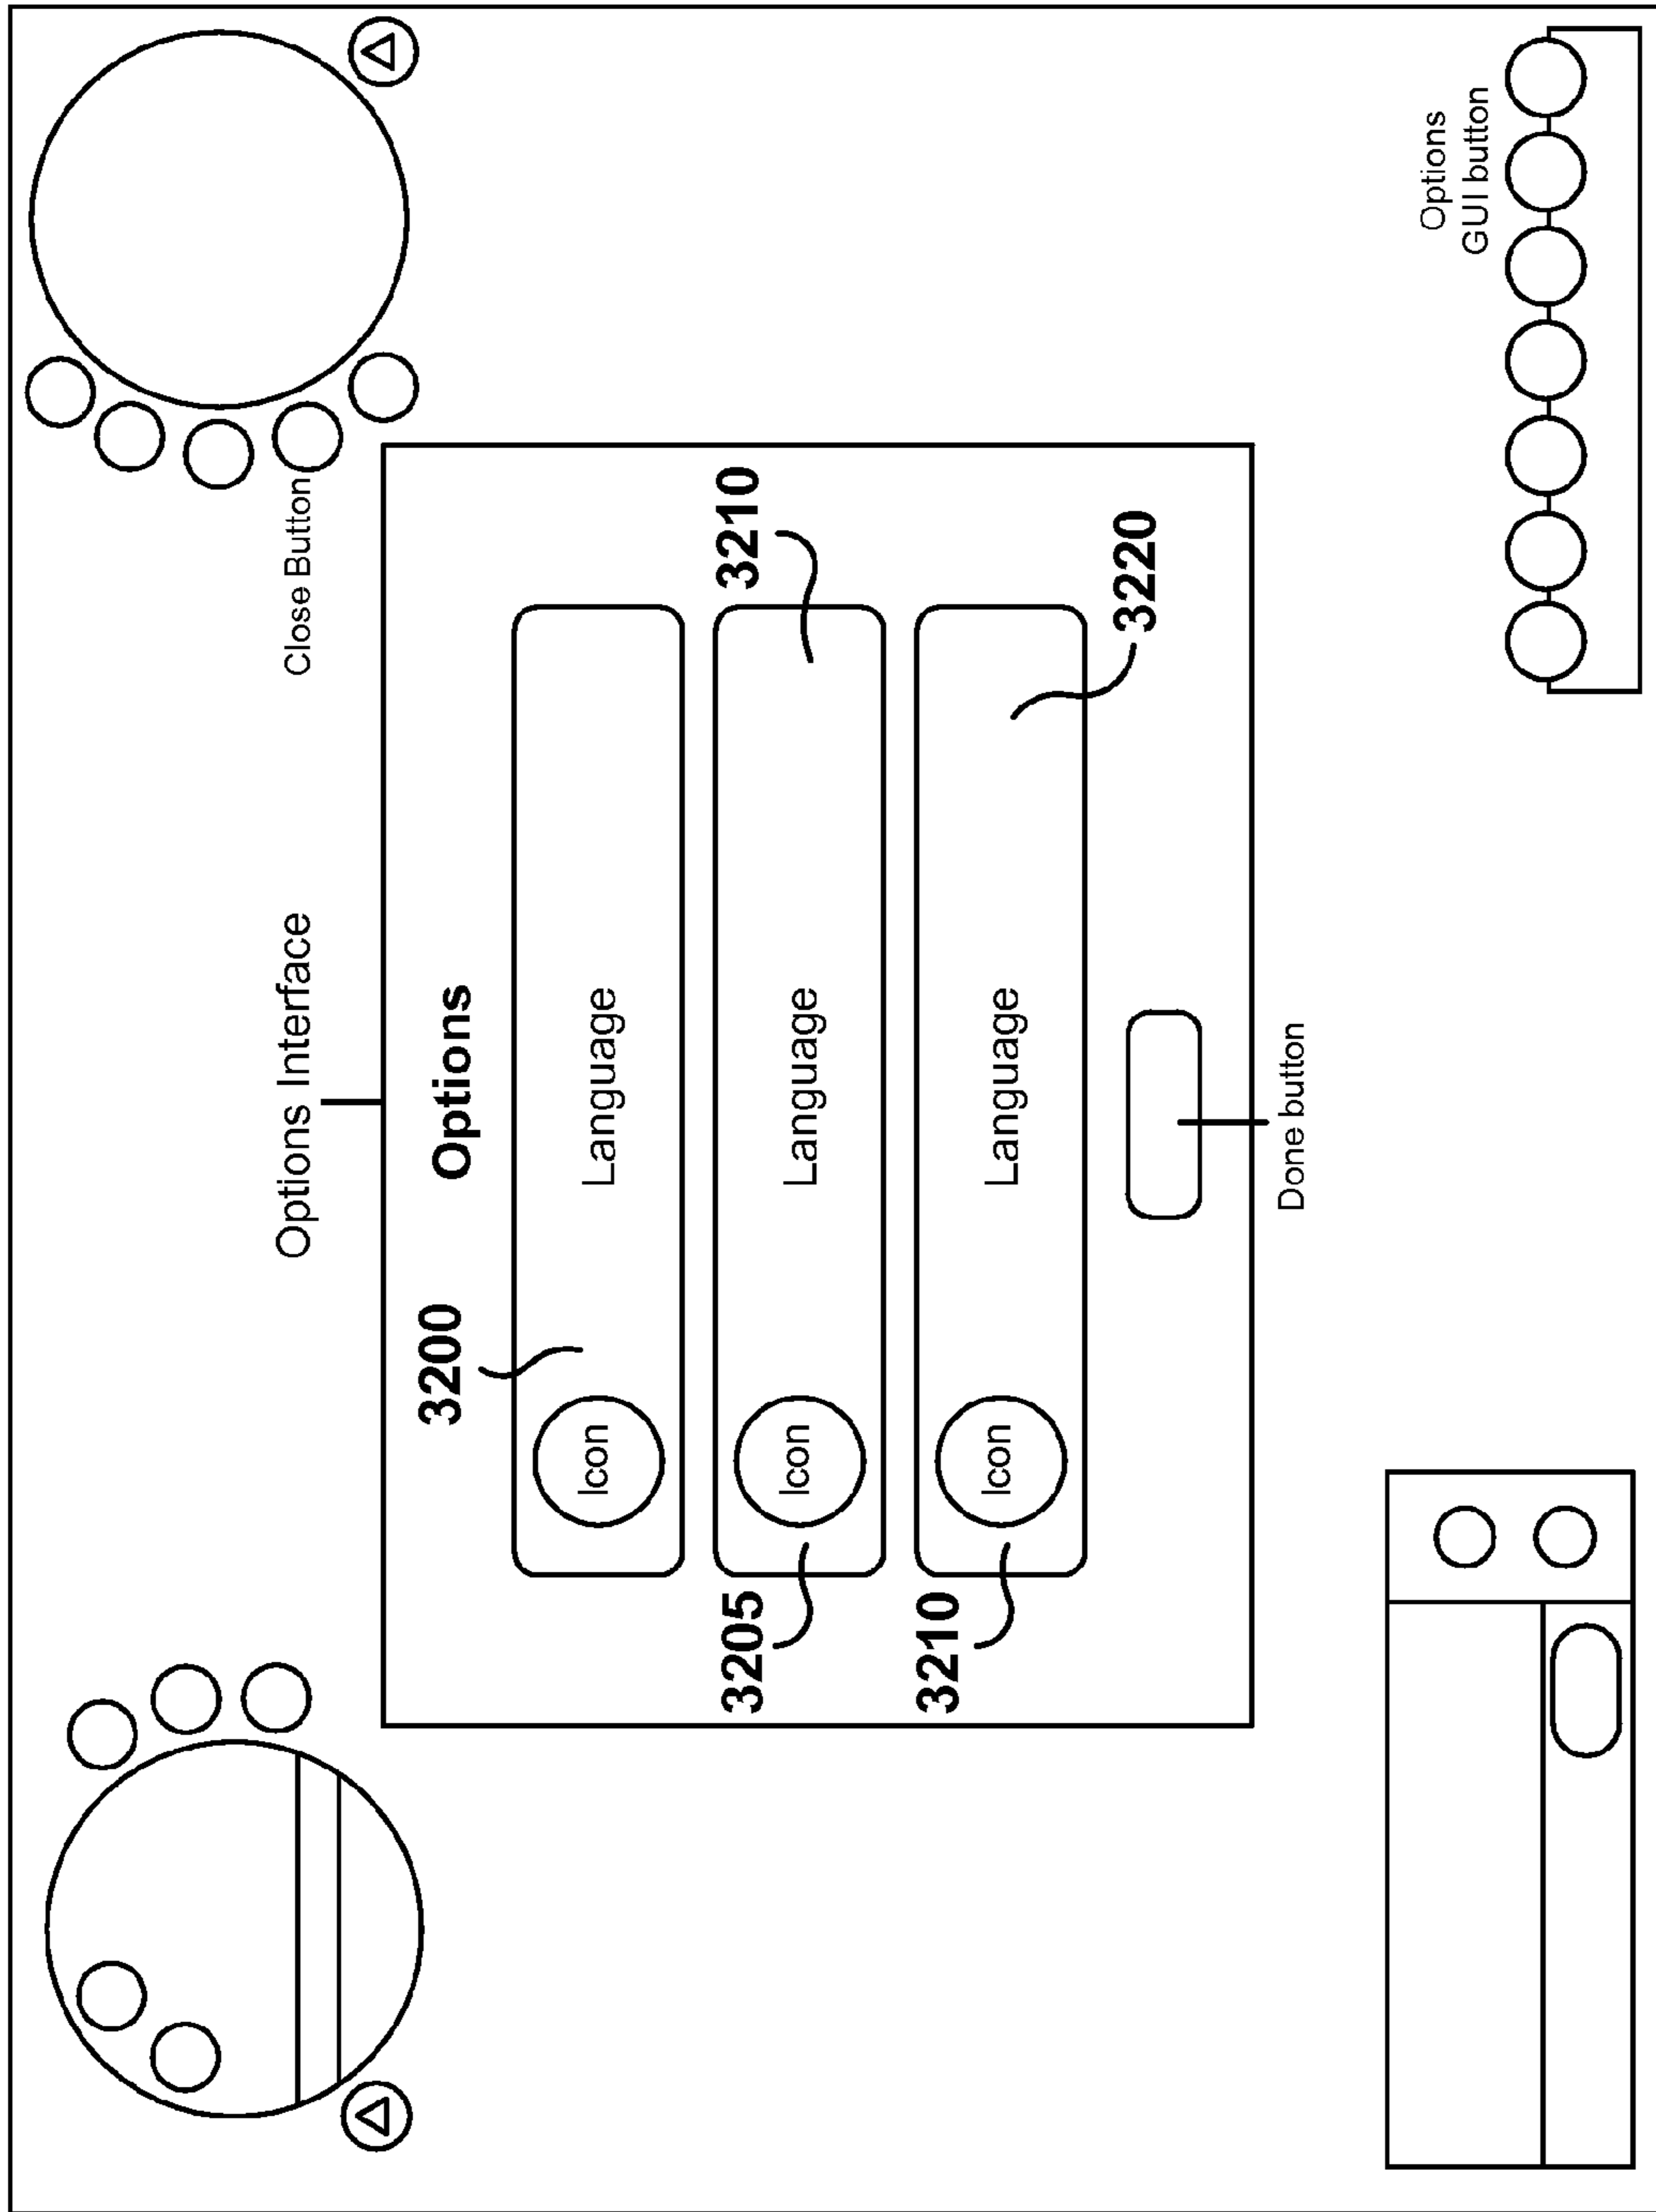 Options Interface
Close Button
Options
3200
Icon
Language
3210
3205
Icon
Language
3210
Icon
Language
3220
Done button
Options
GUI button